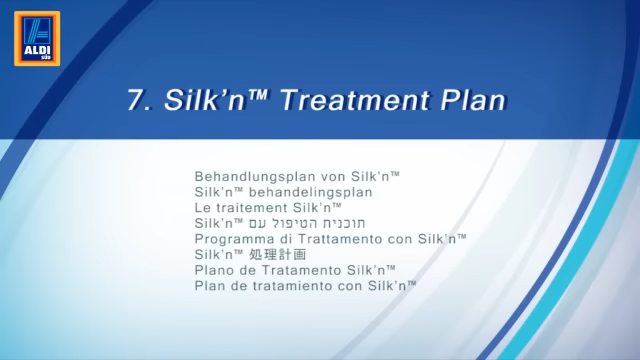 ALDI
SÜD
7. Silk’n™ Treatment Plan
Behandlungsplan von Silk’n™
Silk’n™ behandelingsplan
Le traitement Silk’n™
תוכנית הטיפול עם Silk’n™
Programma di Trattamento con Silk’n™
Silk’n™ 処理計画
Plano de Tratamento Silk’n™
Plan de tratamiento con Silk’n™